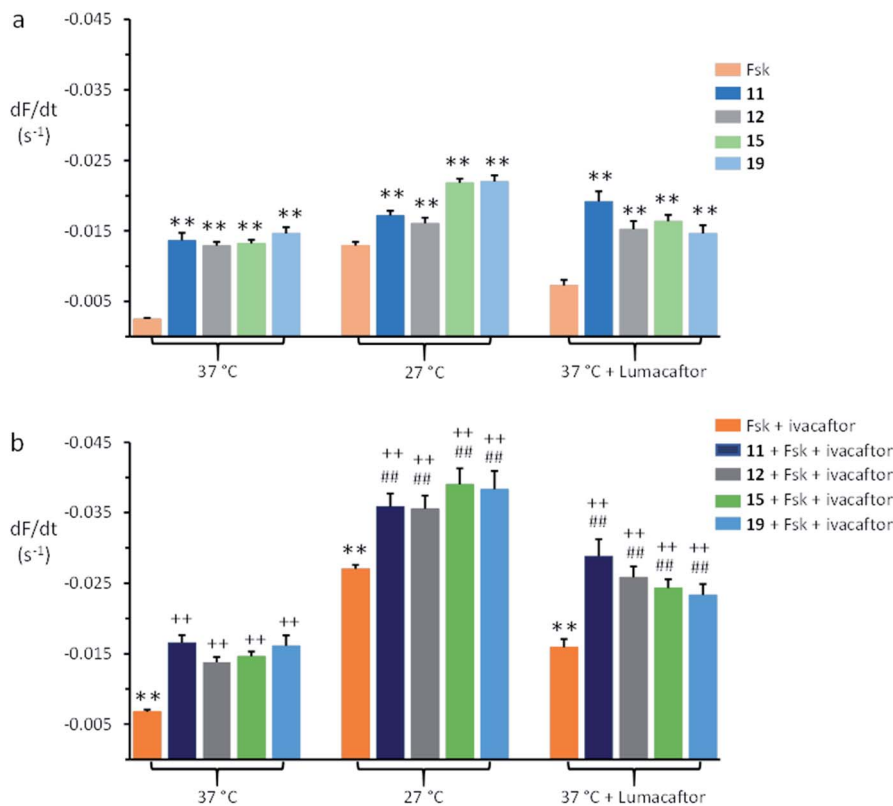 a
-0.045
-0.035
dF/dt
(s-1)
-0.025
-0.015
-0.005
Fsk
11
12
15
19
** ** ** **
** ** ** **
** ** ** **
37 °C
27 °C
37 °C + Lumacaftor
b
-0.045
-0.035
dF/dt
(s-1)
-0.025
-0.015
-0.005
Fsk + ivacaftor
11 + Fsk + ivacaftor
12 + Fsk + ivacaftor
15 + Fsk + ivacaftor
19 + Fsk + ivacaftor
** ++ ++ ++ ++
++ ++ ++ ++
** ## ## ## ##
++ ++ ++ ++
** ## ## ## ##
37 °C
27 °C
37 °C + Lumacaftor